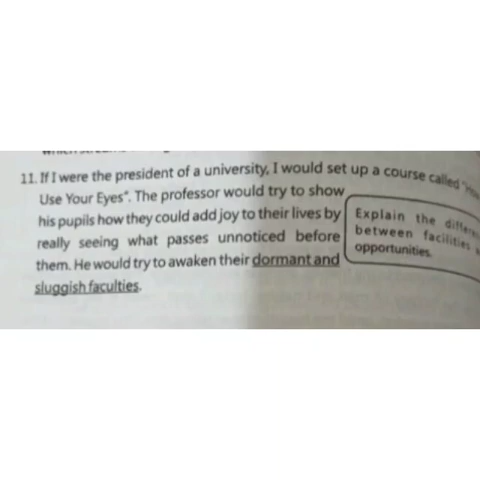 11. If I were the president of a university, I would set up a course called
Use Your Eyes". The professor would try to show
his pupils how they could add joy to their lives by
really seeing what passes unnoticed before
them. He would try to awaken their dormant and
sluggish faculties.
Explain the
between facilities
opportunities.